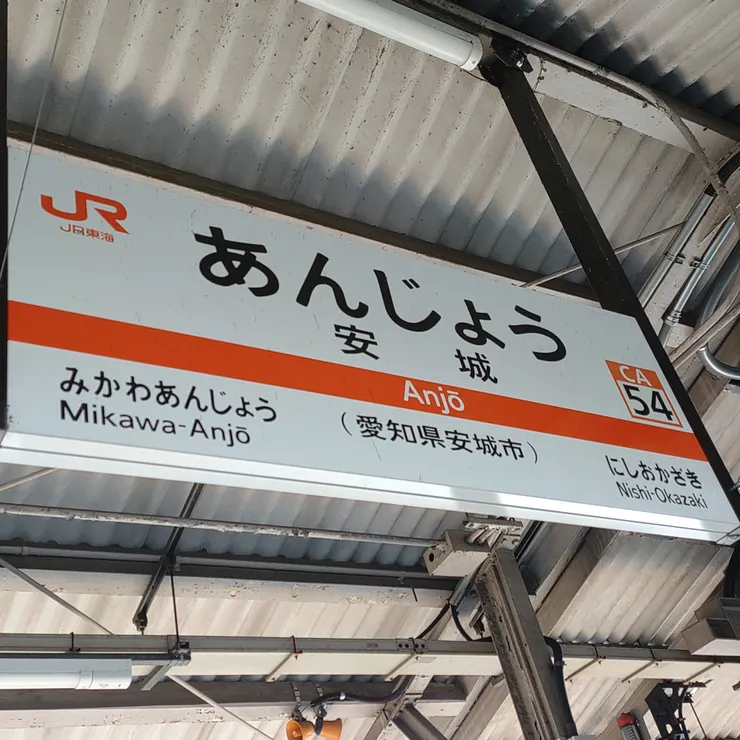 JR
JR東海
あんじょう
安城
Anjō
CA
54
みかわあんじょう
Mikawa-Anjō
(愛知県安城市)
にしおかざき
Nishi-Okazaki